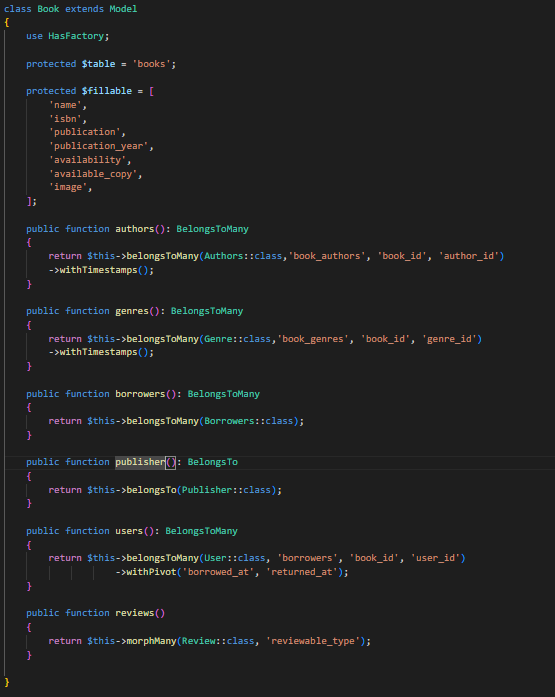 class Book extends Model
{
    use HasFactory;
    protected $table = 'books';
    protected $fillable = [
        'name',
        'isbn',
        'publication',
        'publication_year',
        'availability',
        'available_copy',
        'image',
    ];
    public function authors(): BelongsToMany
    {
        return $this->belongsToMany(Authors::class,'book_authors', 'book_id', 'author_id')
        ->withTimestamps();
    }
    public function genres(): BelongsToMany
    {
        return $this->belongsToMany(Genre::class,'book_genres', 'book_id', 'genre_id')
        ->withTimestamps();
    }
    public function borrowers(): BelongsToMany
    {
        return $this->belongsToMany(Borrowers::class);
    }
    public function publisher(): BelongsTo
    {
        return $this->belongsTo(Publisher::class);
    }
    public function users(): BelongsToMany
    {
        return $this->belongsToMany(User::class, 'borrowers', 'book_id', 'user_id')
                    ->withPivot('borrowed_at', 'returned_at');
    }
    public function reviews()
    {
        return $this->morphMany(Review::class, 'reviewable_type');
    }
}